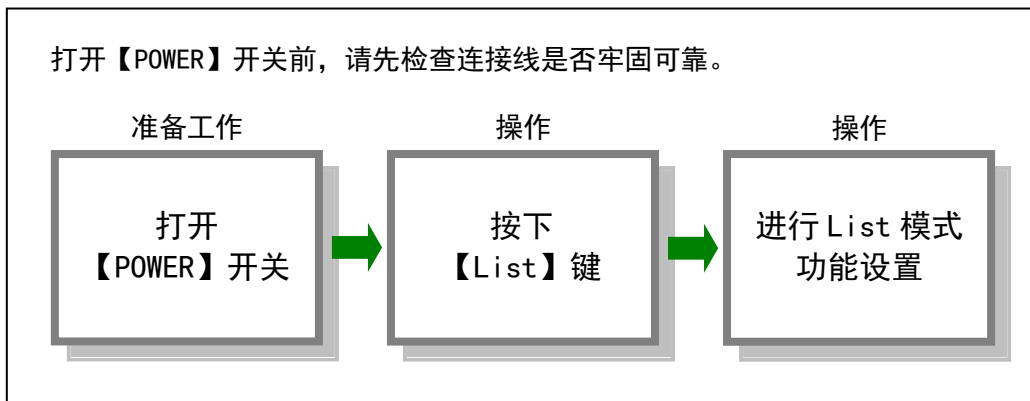 打开【POWER】开关前，请先检查连接线是否牢固可靠。
准备工作
操作
操作
打开
【POWER】开关
按下
【List】键
进行 List 模式
功能设置